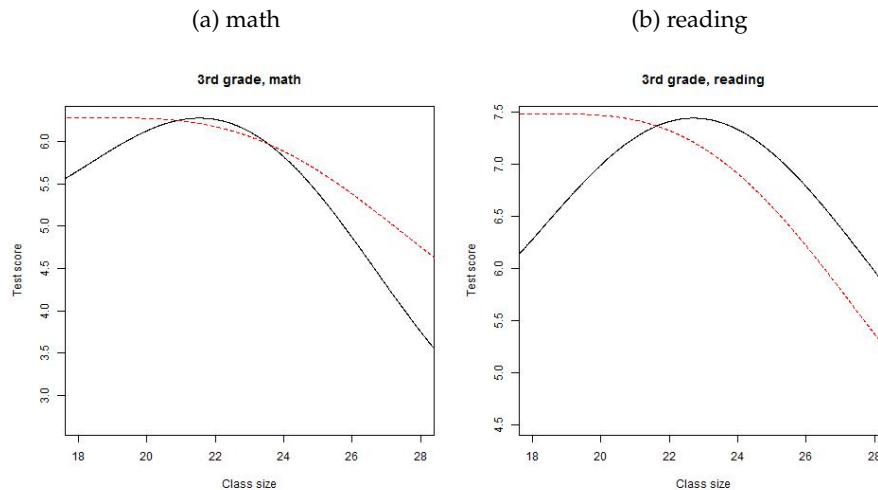 (a) math
(b) reading
3rd grade, math
3rd grade, reading
Test score
6.0
5.5
5.0
4.5
4.0
3.5
3.0
18 20 22 24 26 28
Class size
Test score
7.5
7.0
6.5
6.0
5.5
5.0
4.5
18 20 22 24 26 28
Class size